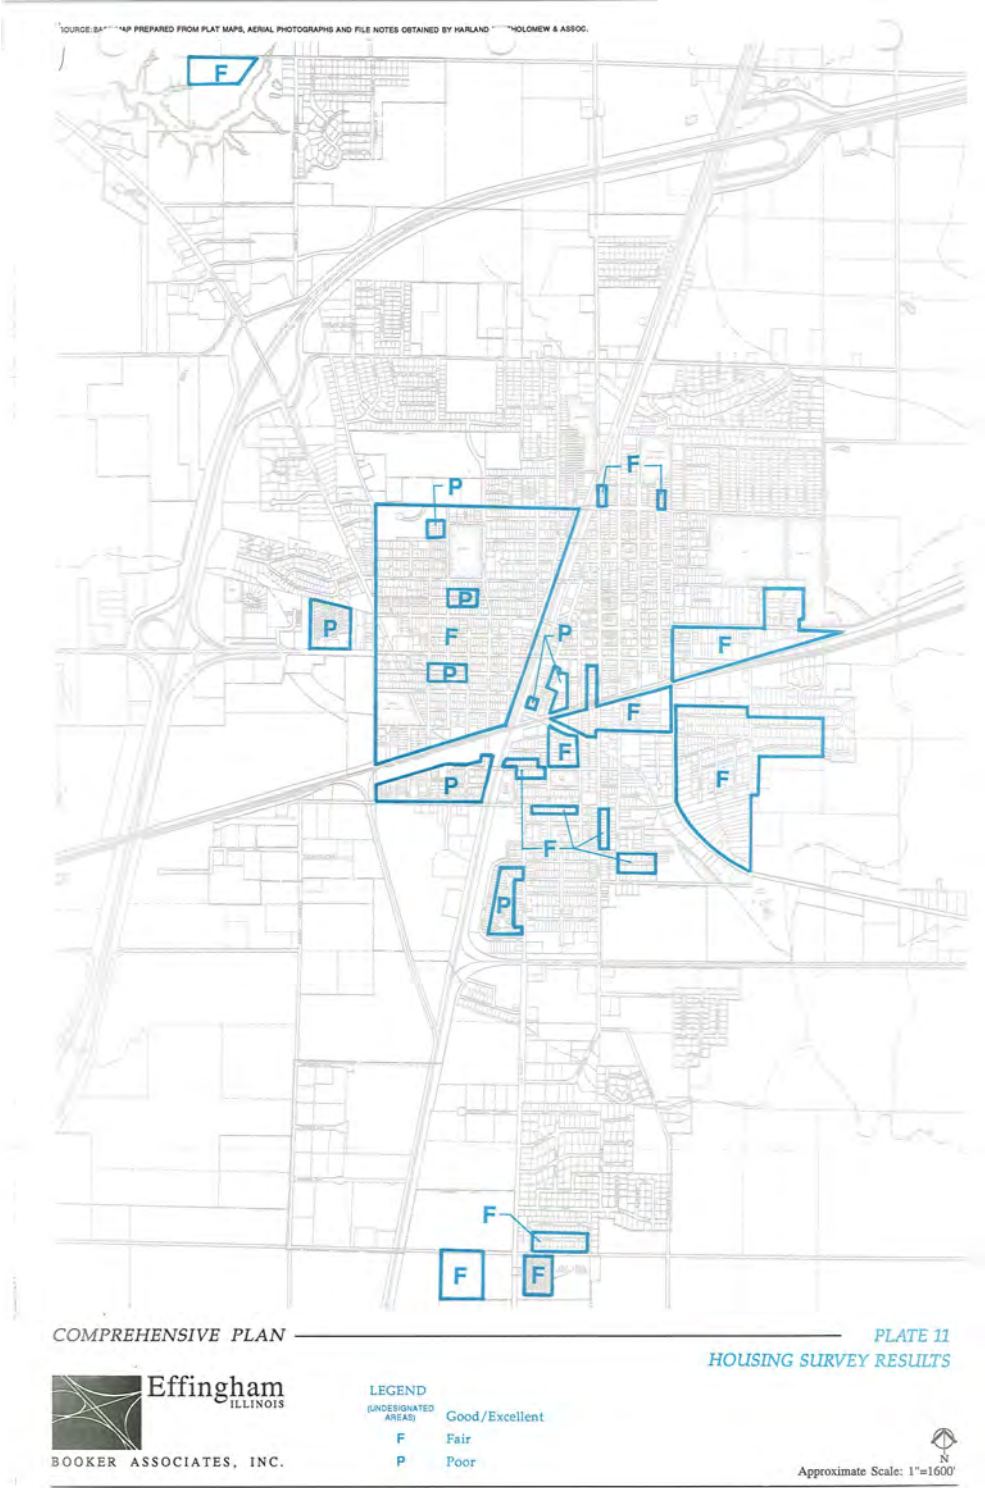 PREPARED FROM PLAT MAPS, AERIAL PHOTOGRAPHS AND FILE NOTES OBTAINED BY HARLAND & ASSOC.
F
F
P
P
P
F
P
F
P
F
F
F
P
F
P
F
F
F
COMPREHENSIVE PLAN
PLATE 11
HOUSING SURVEY RESULTS
Effingham
ILLINOIS
BOOKER ASSOCIATES, INC.
LEGEND
(UNDESIGNATED AREAS) Good/Excellent
F Fair
P Poor
N
Approximate Scale: 1"=1600'